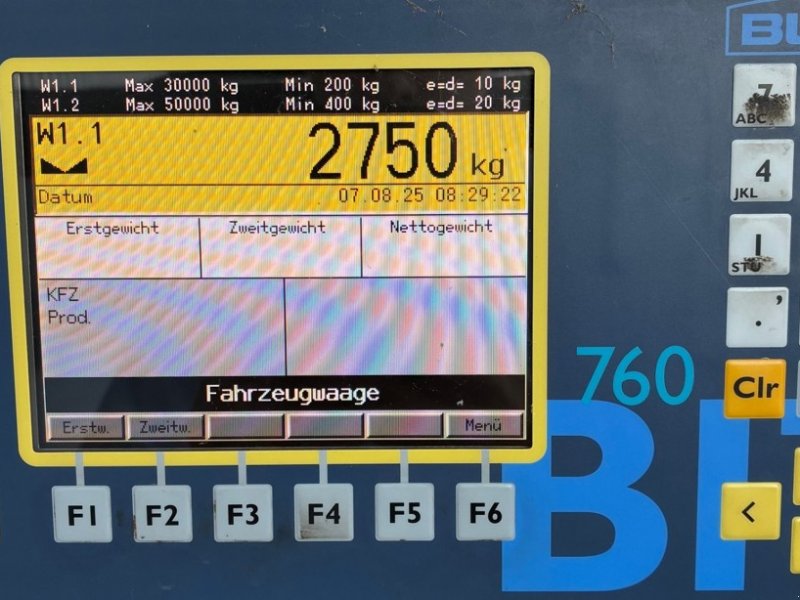 W1.1 Max 30000 kg Min 200 kg e=d= 10 kg
W1.2 Max 50000 kg Min 400 kg e=d= 20 kg
W1.1 2750 kg
Datum 07.08.25 08:29:22
Erstgewicht Zweitgewicht Nettogewicht
KFZ
Prod.
Fahrzeugwaage
Erstw. Zweitw. Menü
F1 F2 F3 F4 F5 F6
760
7
ABC
4
JKL
1
STU
. ’
Clr
<